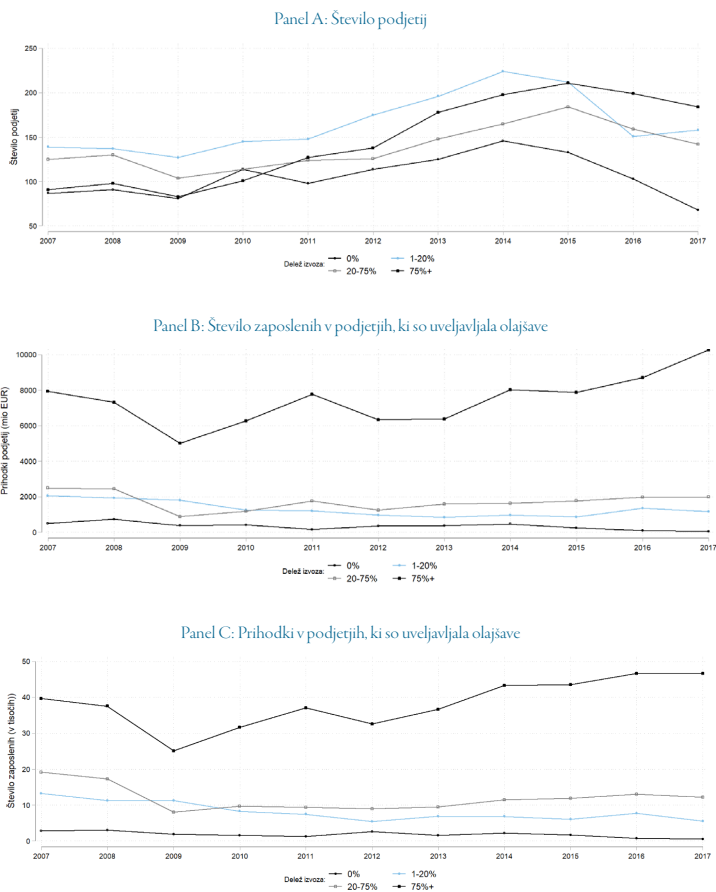 Panel A: Število podjetij
250
200
150
100
50
Število podjetij
2007 2008 2009 2010 2011 2012 2013 2014 2015 2016 2017
Delež izvoza: 0% 1-20%
20-75% 75%+
Panel B: Število zaposlenih v podjetjih, ki so uveljavljala olajšave
10000
8000
6000
4000
2000
0
Prihodki podjetij (mio EUR)
2007 2008 2009 2010 2011 2012 2013 2014 2015 2016 2017
Delež izvoza: 0% 1-20%
20-75% 75%+
Panel C: Prihodki v podjetjih, ki so uveljavljala olajšave
50
40
30
20
10
0
Število zaposlenih (v tisočih))
2007 2008 2009 2010 2011 2012 2013 2014 2015 2016 2017
Delež izvoza: 0% 1-20%
20-75% 75%+